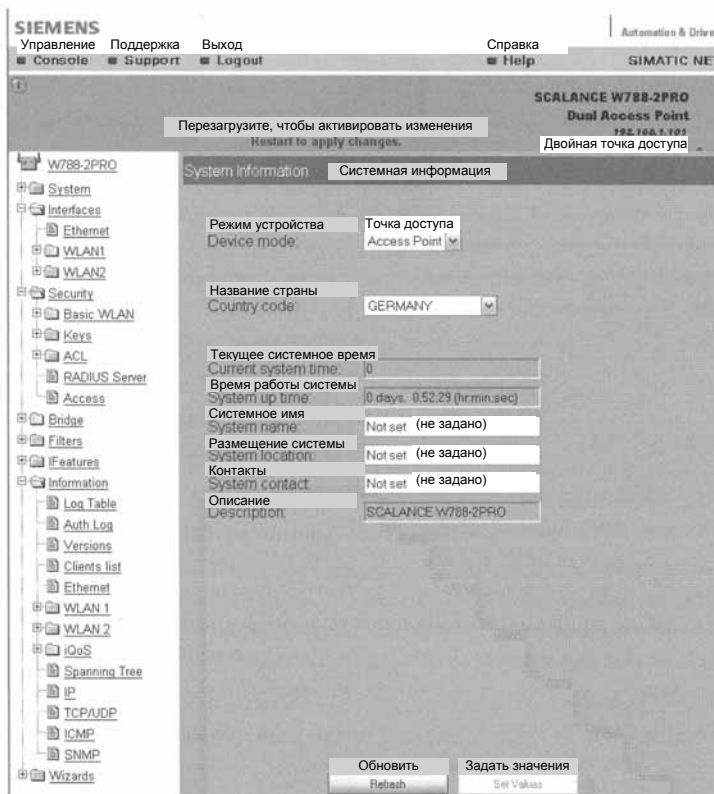 SIEMENS
Automation & Drive
Управление Поддержка Выход Справка
Console Support Logout Help SIMATIC NE
SCALANCE W788-2PRO
Dual Access Point
192.168.1.101
Двойная точка доступа
Перезагрузите, чтобы активировать изменения
Restart to apply changes.
W788-2PRO
System
Interfaces
Ethernet
WLAN1
WLAN2
Security
Basic WLAN
Keys
ACL
RADIUS Server
Access
Bridge
Filters
IFeatures
Information
Log Table
Auth Log
Versions
Clients list
Ethernet
WLAN 1
WLAN 2
iQoS
Spanning Tree
IP
TCP/UDP
ICMP
SNMP
Wizards
System Information Системная информация
Режим устройства Точка доступа
Device mode: Access Point
Название страны
Country code: GERMANY
Текущее системное время
Current system time: 0
Время работы системы
System up time: 0 days, 0:52:29 (hr:min:sec)
Системное имя
System name: Not set (не задано)
Размещение системы
System location: Not set (не задано)
Контакты
System contact: Not set (не задано)
Описание
Description: SCALANCE W788-2PRO
Обновить Задать значения
Refresh Set Values